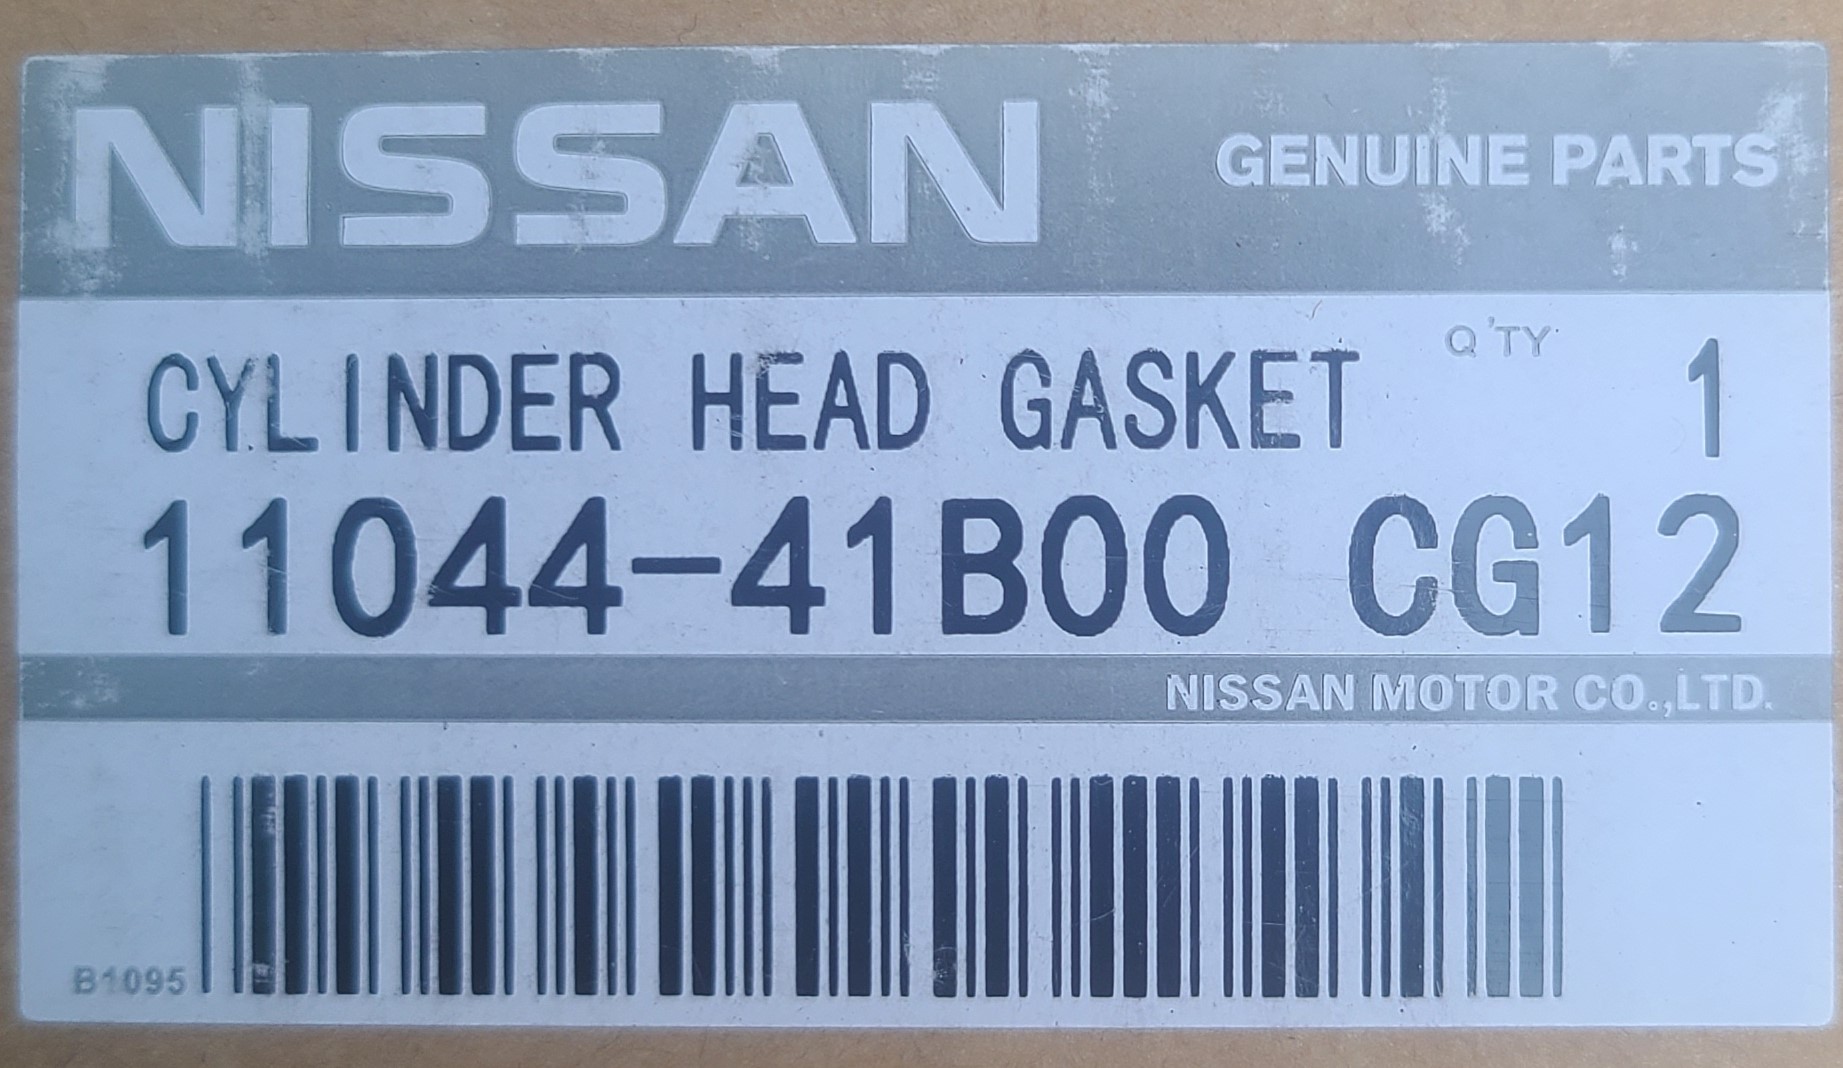 NISSAN GENUINE PARTS
CYLINDER HEAD GASKET Q'TY 1
11044-41B00 CG12
NISSAN MOTOR CO.,LTD.
B1095